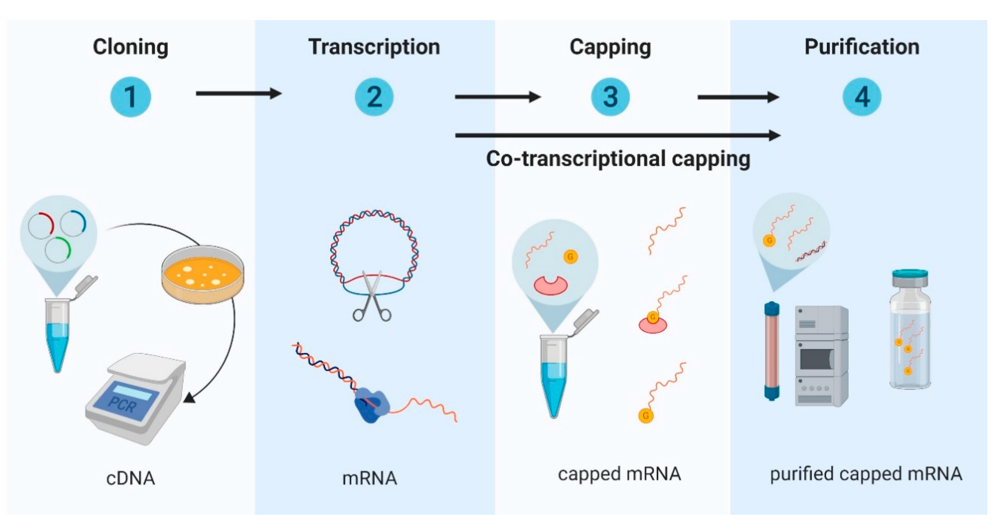 Cloning
Transcription
Capping
Purification
1
2
3
4
Co-transcriptional capping
G
G
G
PCR
G
G
G
G
cDNA
mRNA
capped mRNA
purified capped mRNA